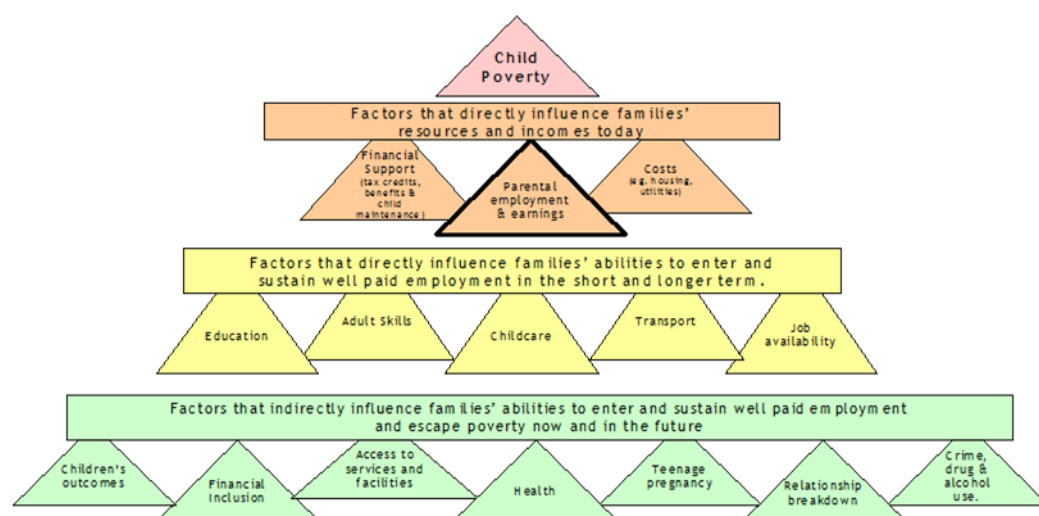 Child
Poverty
Factors that directly influence families'
resources and incomes today
Financial
Support
(tax credits,
benefits &
child
maintenance)
Parental
employment
& earnings
Costs
(eg, housing,
utilities)
Factors that directly influence families' abilities to enter and
sustain well paid employment in the short and longer term.
Education
Adult Skills
Childcare
Transport
Job
availability
Factors that indirectly influence families' abilities to enter and sustain well paid employment
and escape poverty now and in the future
Children's
outcomes
Financial
Inclusion
Access to
services and
facilities
Health
Teenage
pregnancy
Relationship
breakdown
Crime,
drug &
alcohol
use.